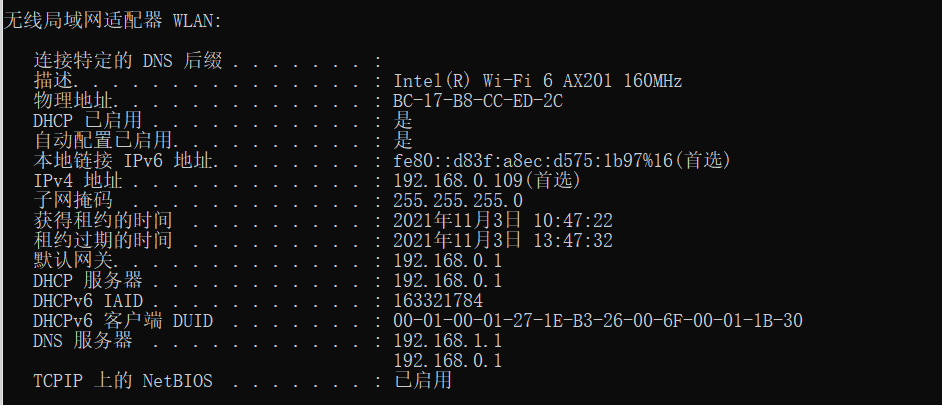 无线局域网适配器 WLAN:
连接特定的 DNS 后缀 . . . . . . . :
描述. . . . . . . . . . . . . . . : Intel(R) Wi-Fi 6 AX201 160MHz
物理地址. . . . . . . . . . . . . : BC-17-B8-CC-ED-2C
DHCP 已启用 . . . . . . . . . . . : 是
自动配置已启用. . . . . . . . . . : 是
本地链接 IPv6 地址. . . . . . . . : fe80::d83f:a8ec:d575:1b97%16(首选)
IPv4 地址 . . . . . . . . . . . . : 192.168.0.109(首选)
子网掩码  . . . . . . . . . . . . : 255.255.255.0
获得租约的时间  . . . . . . . . . : 2021年11月3日 10:47:22
租约过期的时间  . . . . . . . . . : 2021年11月3日 13:47:32
默认网关. . . . . . . . . . . . . : 192.168.0.1
DHCP 服务器 . . . . . . . . . . . : 192.168.0.1
DHCPv6 IAID . . . . . . . . . . . : 163321784
DHCPv6 客户端 DUID  . . . . . . . : 00-01-00-01-27-1E-B3-26-00-6F-00-01-1B-30
DNS 服务器  . . . . . . . . . . . : 192.168.1.1
192.168.0.1
TCPIP 上的 NetBIOS  . . . . . . . : 已启用